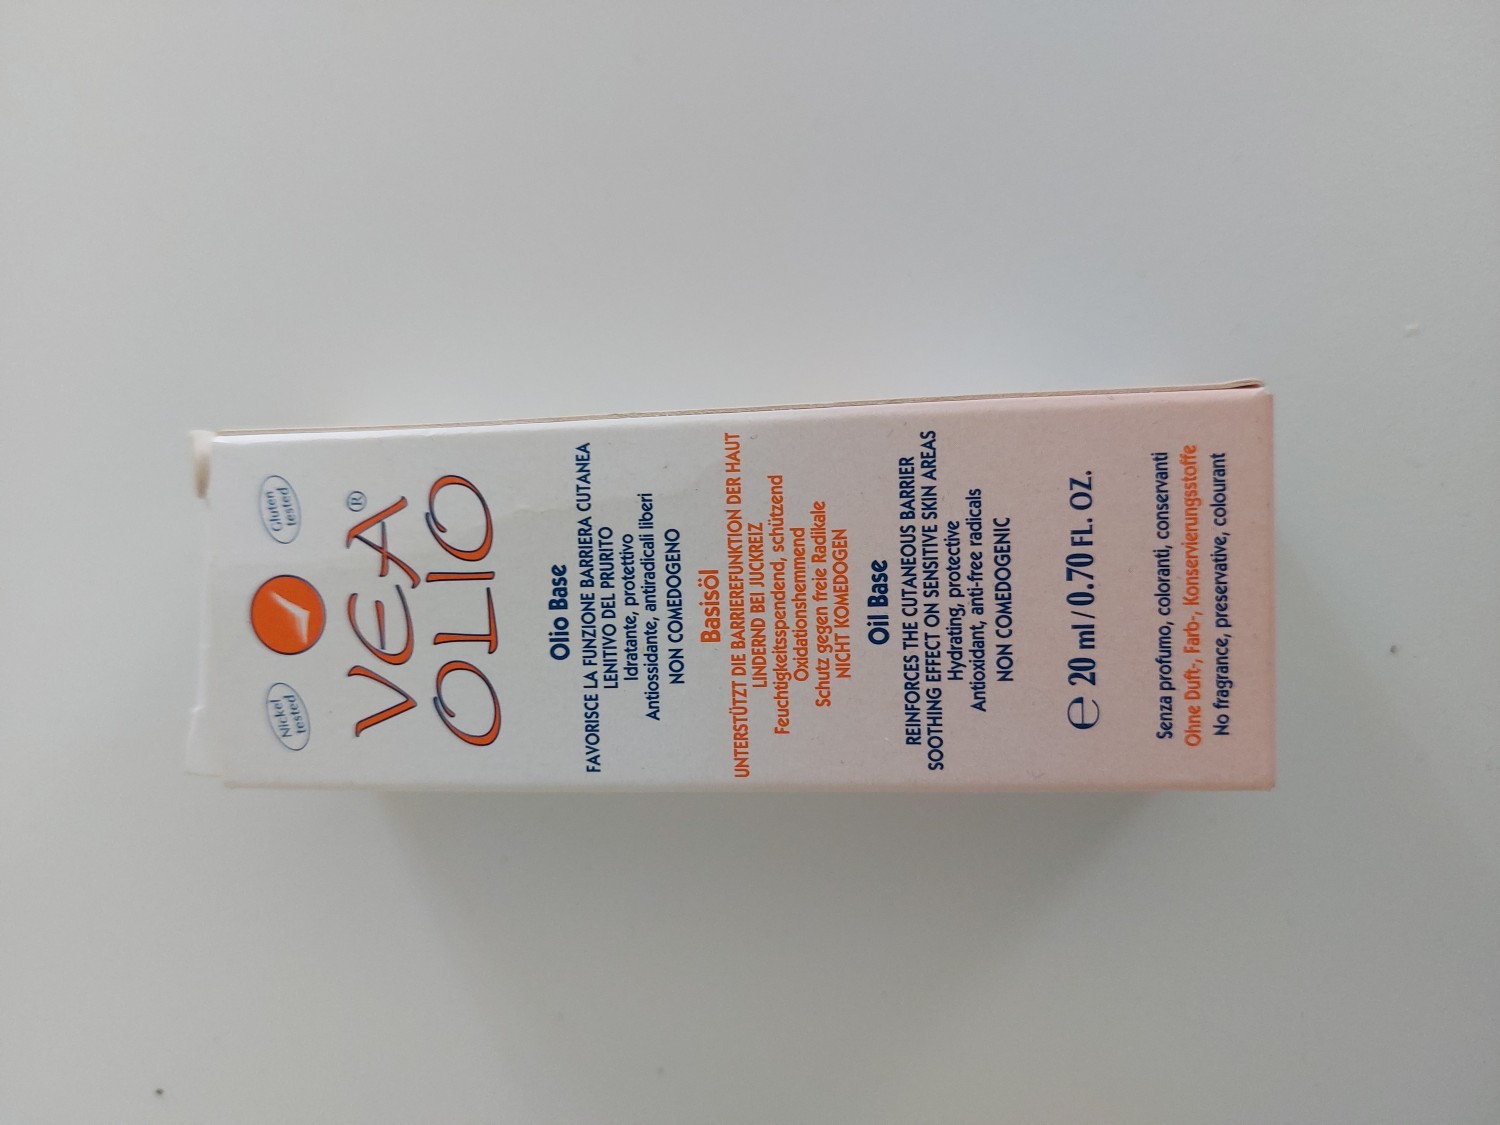 Nickel
tested
Gluten
tested
VEA®
OLIO
Olio Base
FAVORISCE LA FUNZIONE BARRIERA CUTANEA
LENITIVO DEL PRURITO
Idratante, protettivo
Antiossidante, antiradicali liberi
NON COMEDOGENO
Basisöl
UNTERSTÜTZT DIE BARRIEREFUNKTION DER HAUT
LINDERND BEI JUCKREIZ
Feuchtigkeitsspendend, schützend
Oxidationshemmend
Schutz gegen freie Radikale
NICHT KOMEDOGEN
Oil Base
REINFORCES THE CUTANEOUS BARRIER
SOOTHING EFFECT ON SENSITIVE SKIN AREAS
Hydrating, protective
Antioxidant, anti-free radicals
NON COMEDOGENIC
℮ 20 ml / 0.70 FL. OZ.
Senza profumo, coloranti, conservanti
Ohne Duft-, Farb-, Konservierungsstoffe
No fragrance, preservative, colourant